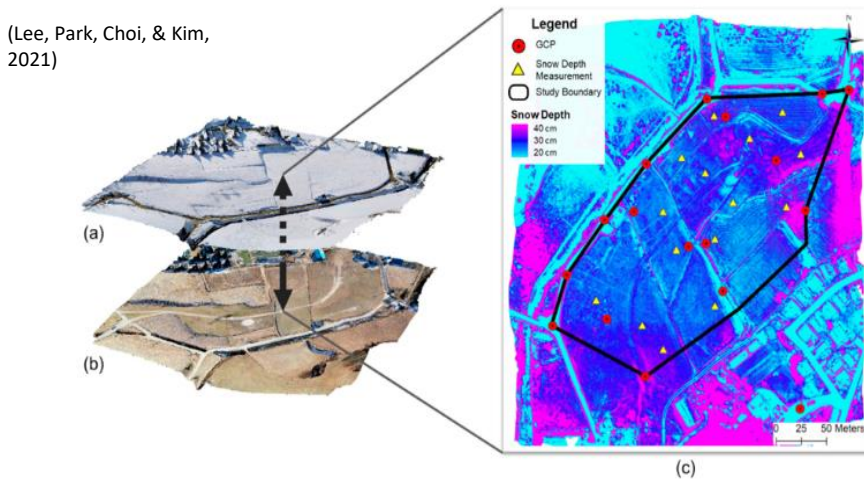 (Lee, Park, Choi, & Kim,
2021)
Legend
GCP
Snow Depth
Measurement
Study Boundary
Snow Depth
40 cm
30 cm
20 cm
N
(a)
(b)
0 25 50 Meters
(c)